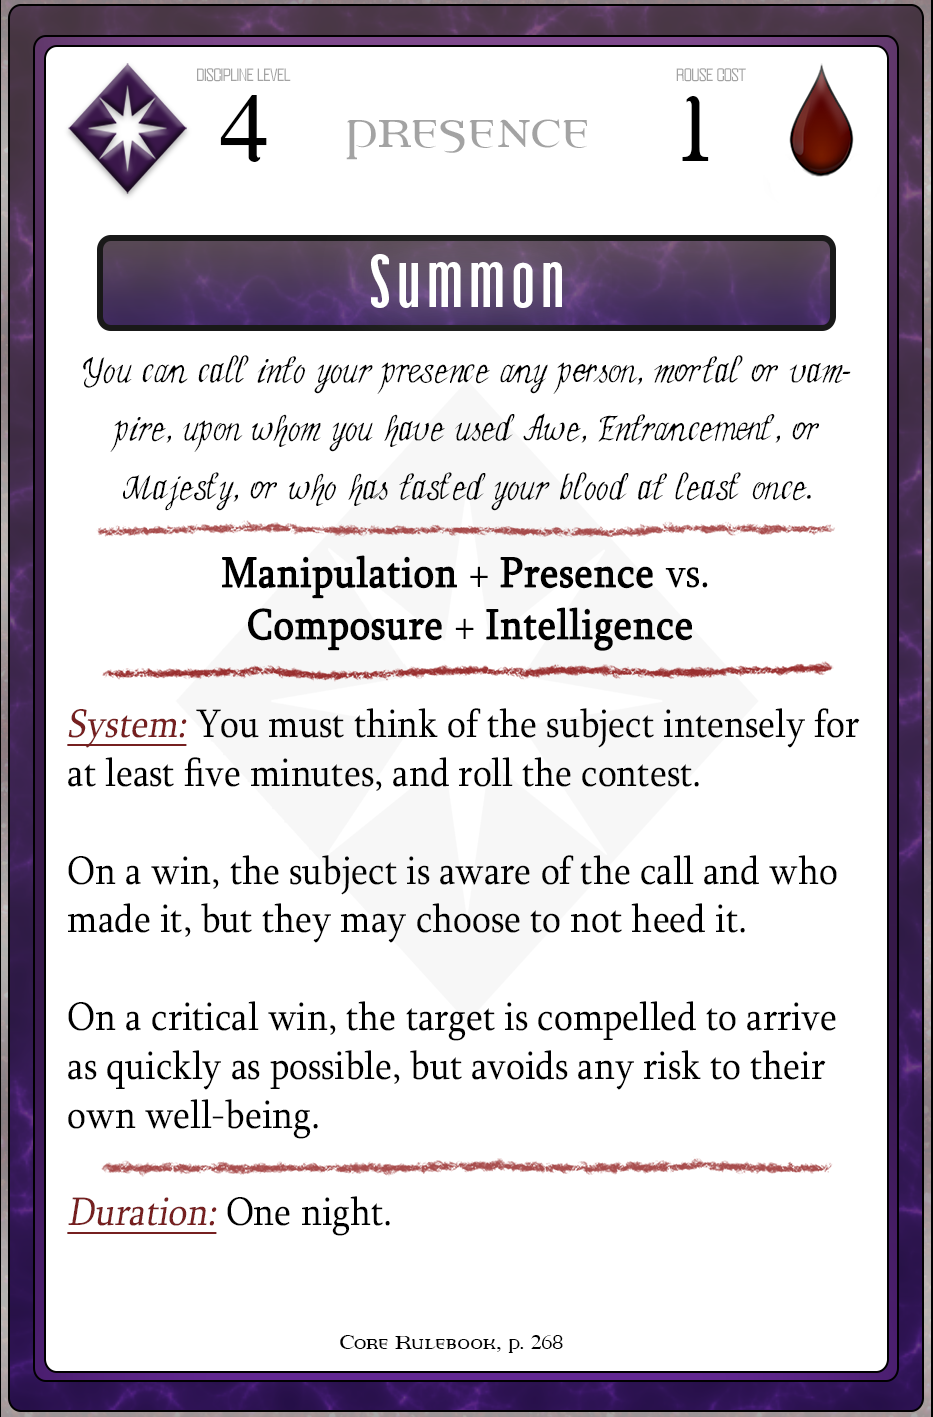 DISCIPLINE LEVEL
4
PRESENCE
ROUSE COST
1
Summon
You can call into your presence any person, mortal or vam-
pire, upon whom you have used Awe, Entrancement, or
Majesty, or who has tasted your blood at least once.
Manipulation + Presence vs.
Composure + Intelligence
System: You must think of the subject intensely for
at least five minutes, and roll the contest.
On a win, the subject is aware of the call and who
made it, but they may choose to not heed it.
On a critical win, the target is compelled to arrive
as quickly as possible, but avoids any risk to their
own well-being.
Duration: One night.
Core Rulebook, p. 268